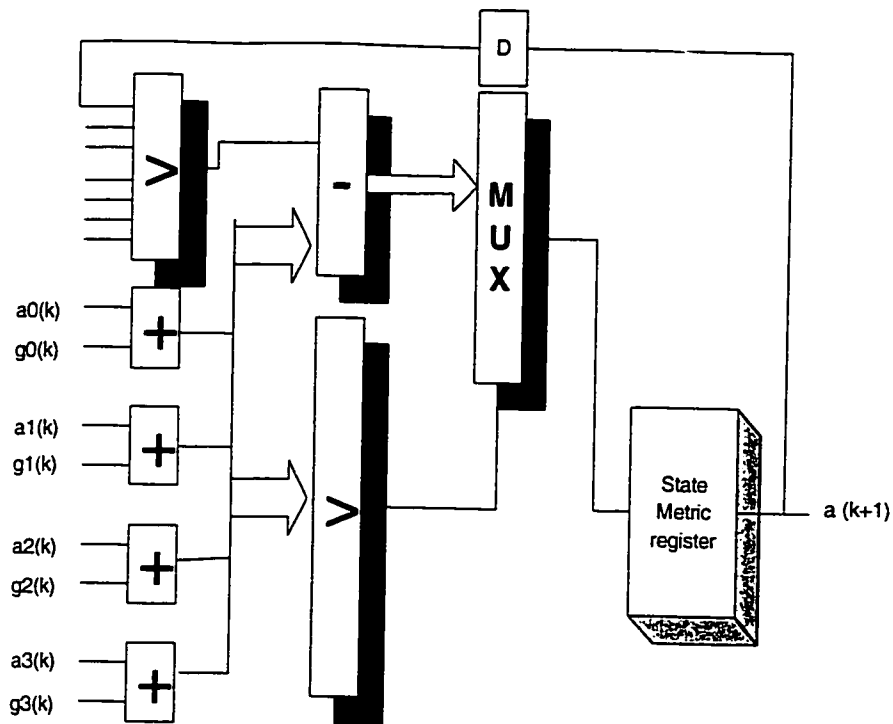 D
>
-
M
U
X
a0(k)
g0(k)
+
a1(k)
g1(k)
+
a2(k)
g2(k)
+
a3(k)
g3(k)
+
>
State
Metric
register
a (k+1)